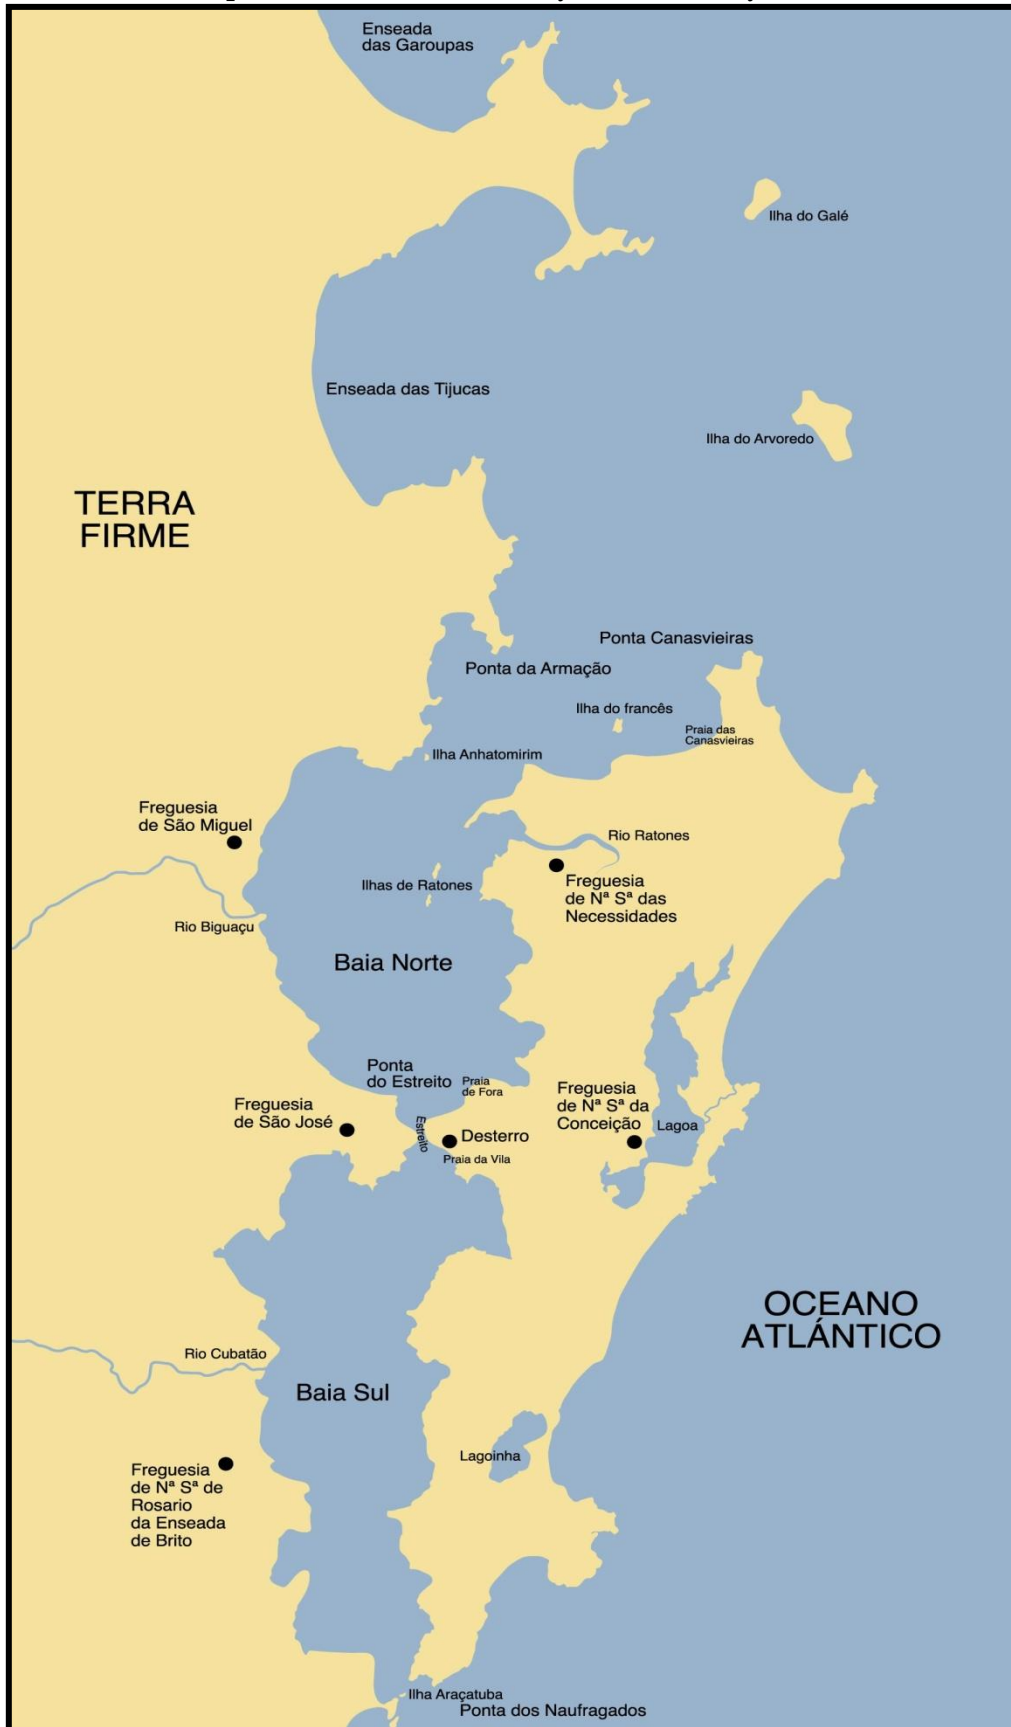 Enseada
das Garoupas
Ilha do Galé
Enseada das Tijucas
Ilha do Arvoredo
TERRA
FIRME
Ponta Canasvieiras
Ponta da Armação
Ilha do francês
Praia das
Canasvieiras
Ilha Anhatomirim
Freguesia
de São Miguel
Rio Ratones
Ilhas de Ratones
Freguesia
de Nª Sª das
Necessidades
Rio Biguaçu
Baia Norte
Ponta
do Estreito
Praia
de Fora
Freguesia
de Nª Sª da
Conceição
Freguesia
de São José
Estreito
Desterro
Lagoa
Praia da Vila
OCEANO
ATLÁNTICO
Rio Cubatão
Baia Sul
Lagoinha
Freguesia
de Nª Sª de
Rosario
da Enseada
de Brito
Ilha Araçatuba
Ponta dos Naufragados